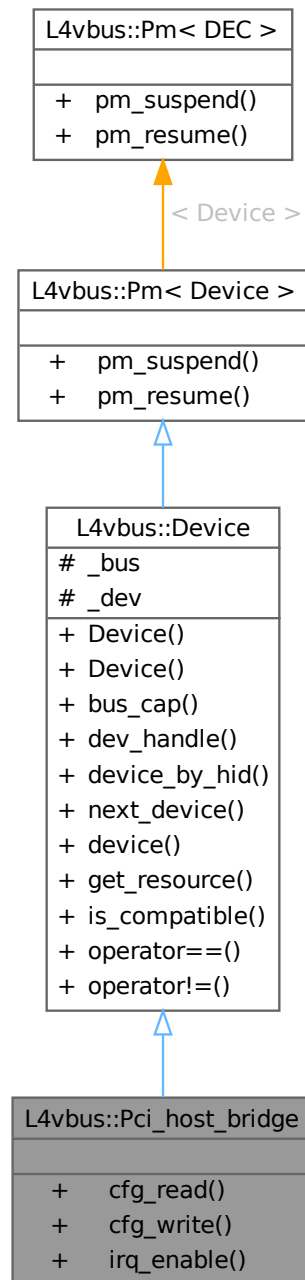 L4vbus::Pm< DEC >
+ pm_suspend()
+ pm_resume()
< Device >
L4vbus::Pm< Device >
+ pm_suspend()
+ pm_resume()
L4vbus::Device
# _bus
# _dev
+ Device()
+ Device()
+ bus_cap()
+ dev_handle()
+ device_by_hid()
+ next_device()
+ device()
+ get_resource()
+ is_compatible()
+ operator==()
+ operator!=()
L4vbus::Pci_host_bridge
+ cfg_read()
+ cfg_write()
+ irq_enable()